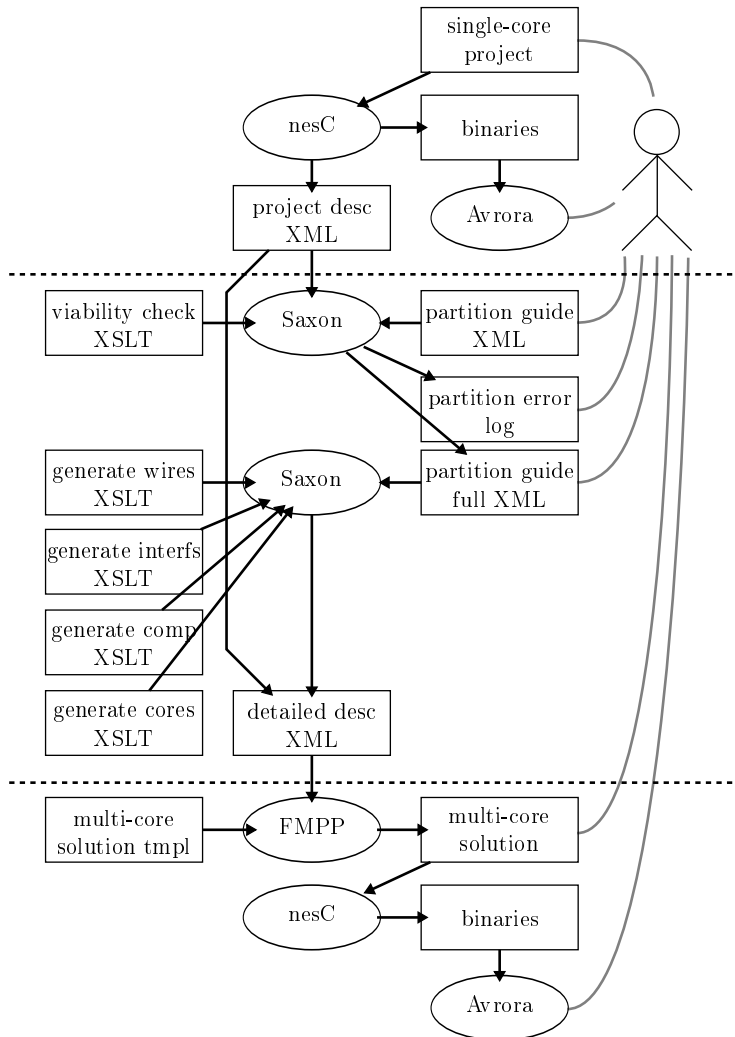 single-core
project
nesC
binaries
project desc
XML
Avrora
viability check
XSLT
Saxon
partition guide
XML
partition error
log
generate wires
XSLT
Saxon
partition guide
full XML
generate interfs
XSLT
generate comp
XSLT
generate cores
XSLT
detailed desc
XML
multi-core
solution tmpl
FMPP
multi-core
solution
nesC
binaries
Avrora